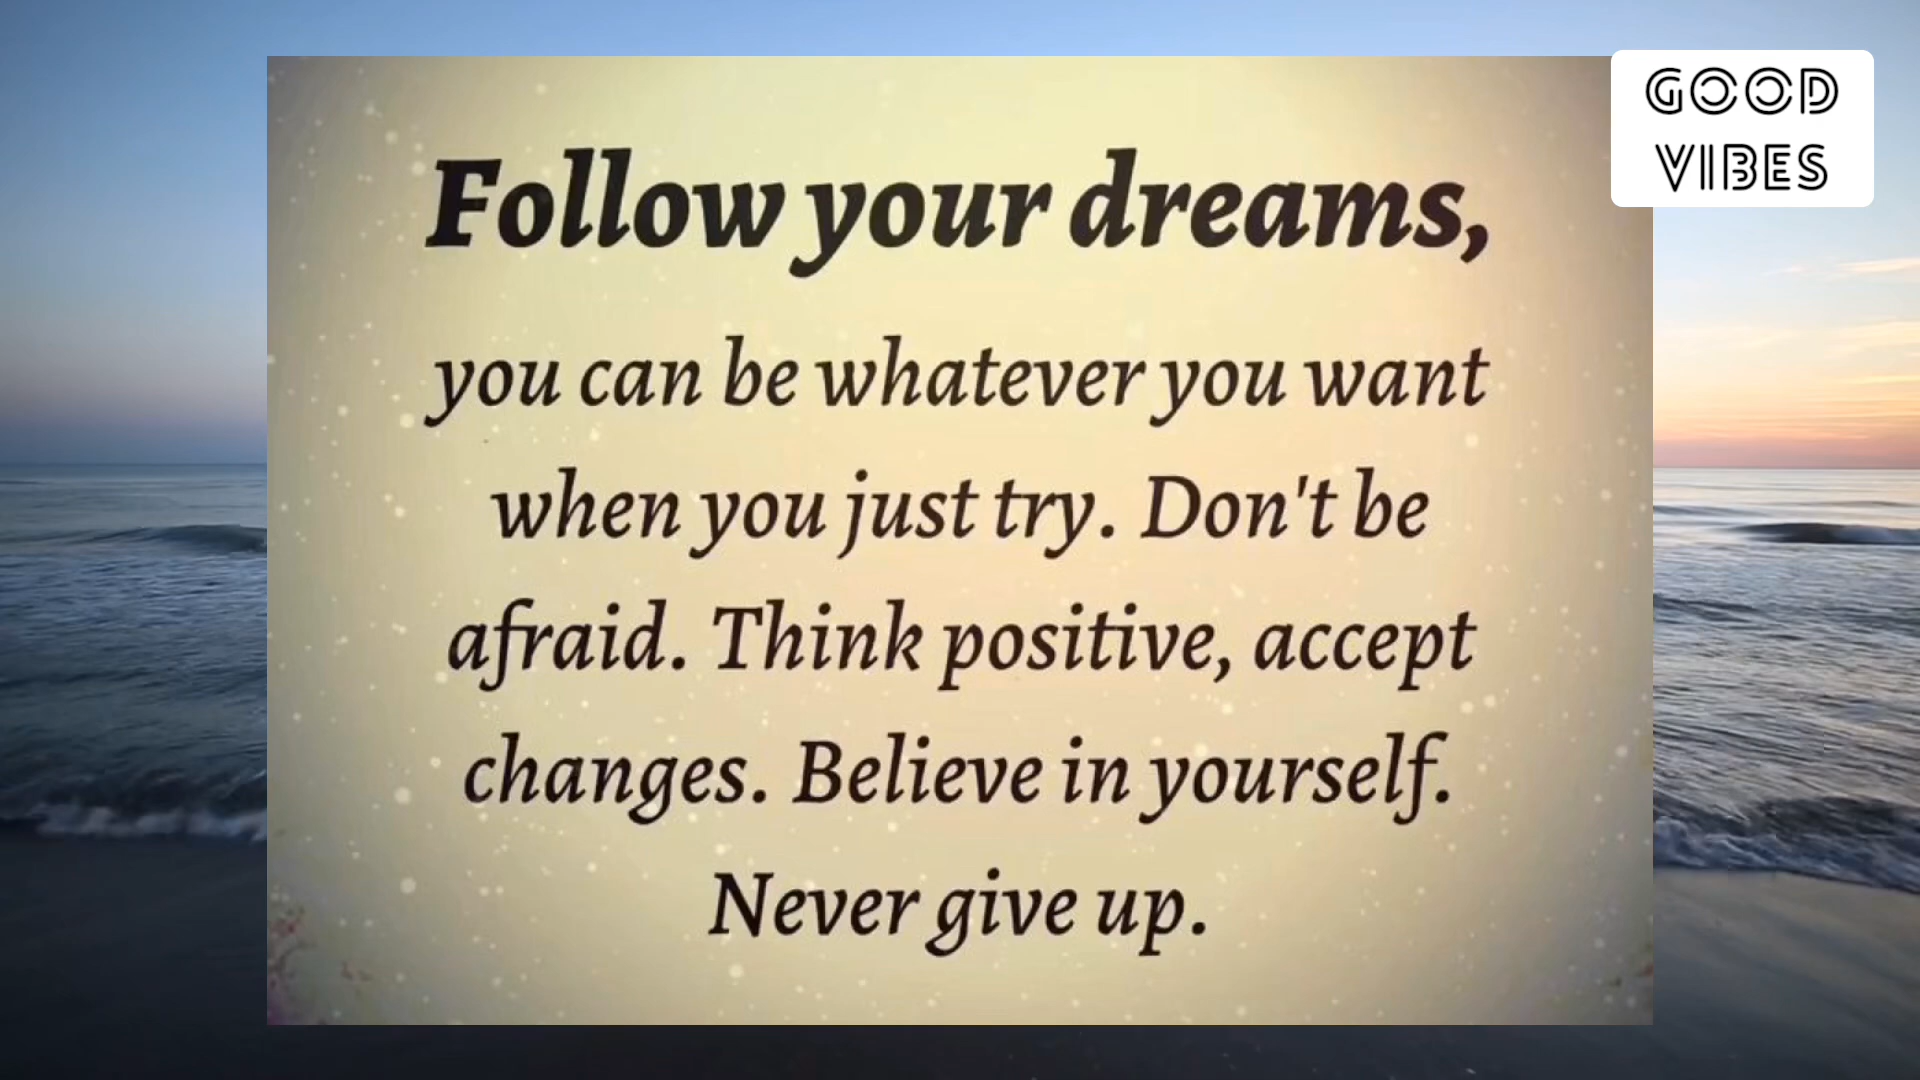 GOOD
VIBES
Follow your dreams,
you can be whatever you want
when you just try. Don't be
afraid. Think positive, accept
changes. Believe in yourself.
Never give up.